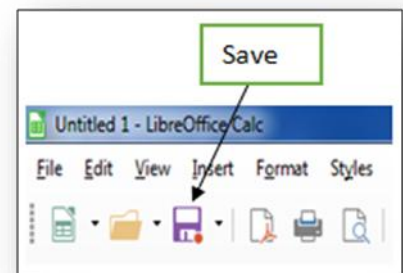 Save
Untitled 1 - LibreOffice Calc
File Edit View Insert Format Styles